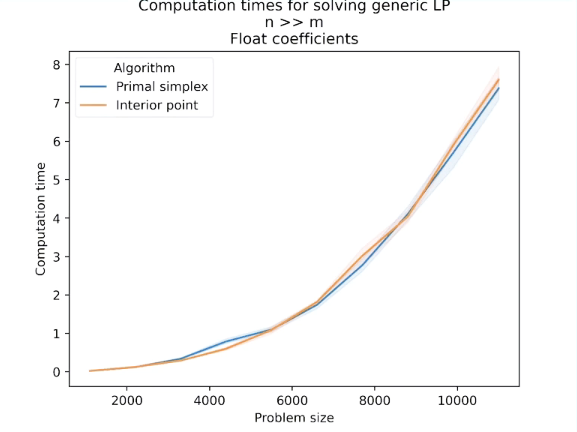 Computation times for solving generic LP
n >> m
Float coefficients
Algorithm
Primal simplex
Interior point
8
7
6
5
4
3
2
1
0
Computation time
2000 4000 6000 8000 10000
Problem size